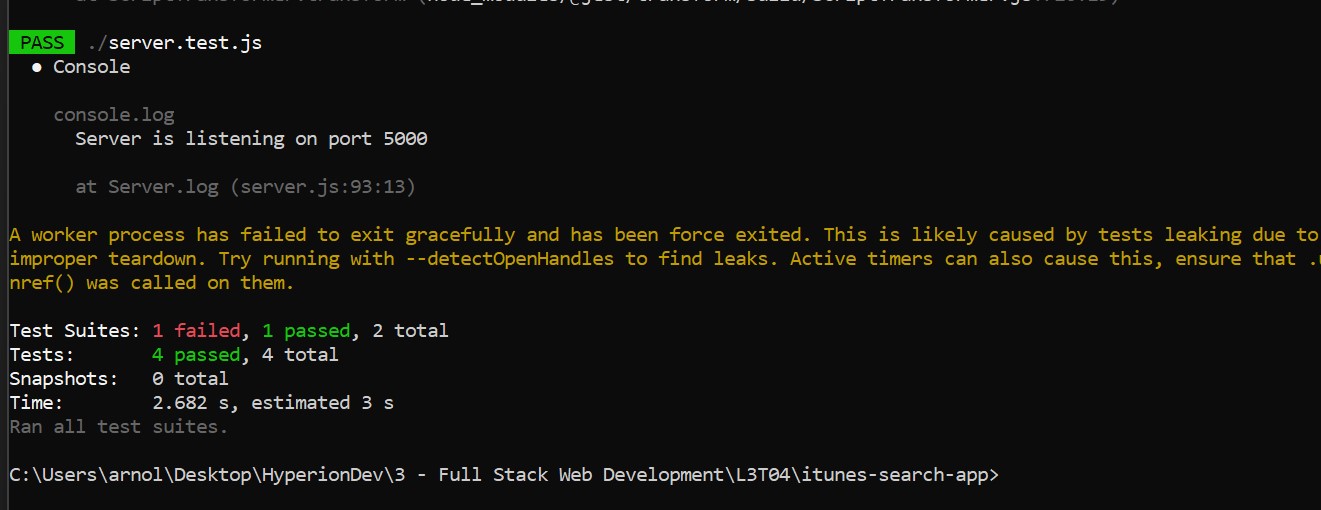 PASS ./server.test.js
● Console
console.log
Server is listening on port 5000
at Server.log (server.js:93:13)
A worker process has failed to exit gracefully and has been force exited. This is likely caused by tests leaking due to
improper teardown. Try running with --detectOpenHandles to find leaks. Active timers can also cause this, ensure that .u
nref() was called on them.
Test Suites: 1 failed, 1 passed, 2 total
Tests: 4 passed, 4 total
Snapshots: 0 total
Time: 2.682 s, estimated 3 s
Ran all test suites.
C:\Users\arnol\Desktop\HyperionDev\3 - Full Stack Web Development\L3T04\itunes-search-app>